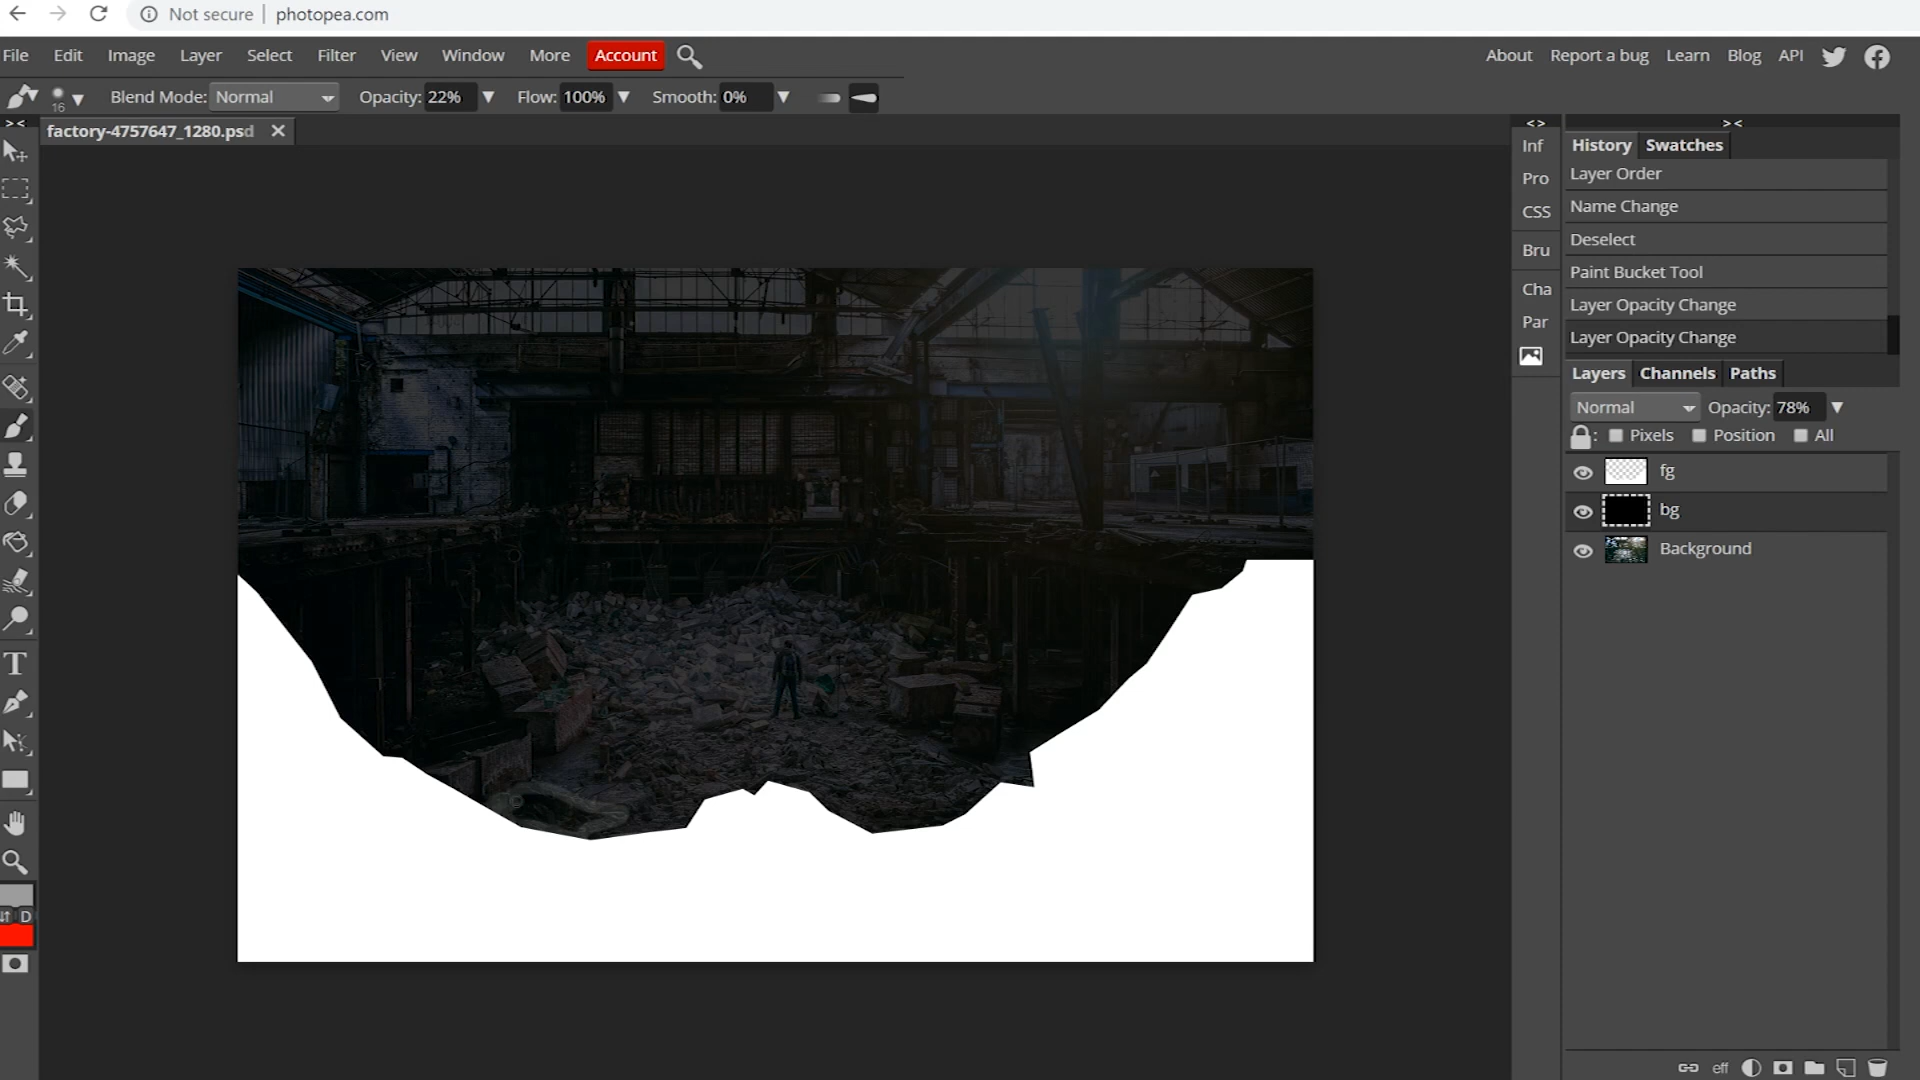 Not secure photopea.com
File Edit Image Layer Select Filter View Window More Account About Report a bug Learn Blog API
16 Blend Mode: Normal Opacity: 22% Flow: 100% Smooth: 0%
> < < > > <
factory-4757647_1280.psd
Inf
Pro
CSS
Bru
Cha
Par
History Swatches
Layer Order
Name Change
Deselect
Paint Bucket Tool
Layer Opacity Change
Layer Opacity Change
Layers Channels Paths
Normal Opacity: 78%
: Pixels Position All
fg
bg
Background
T
D
eff